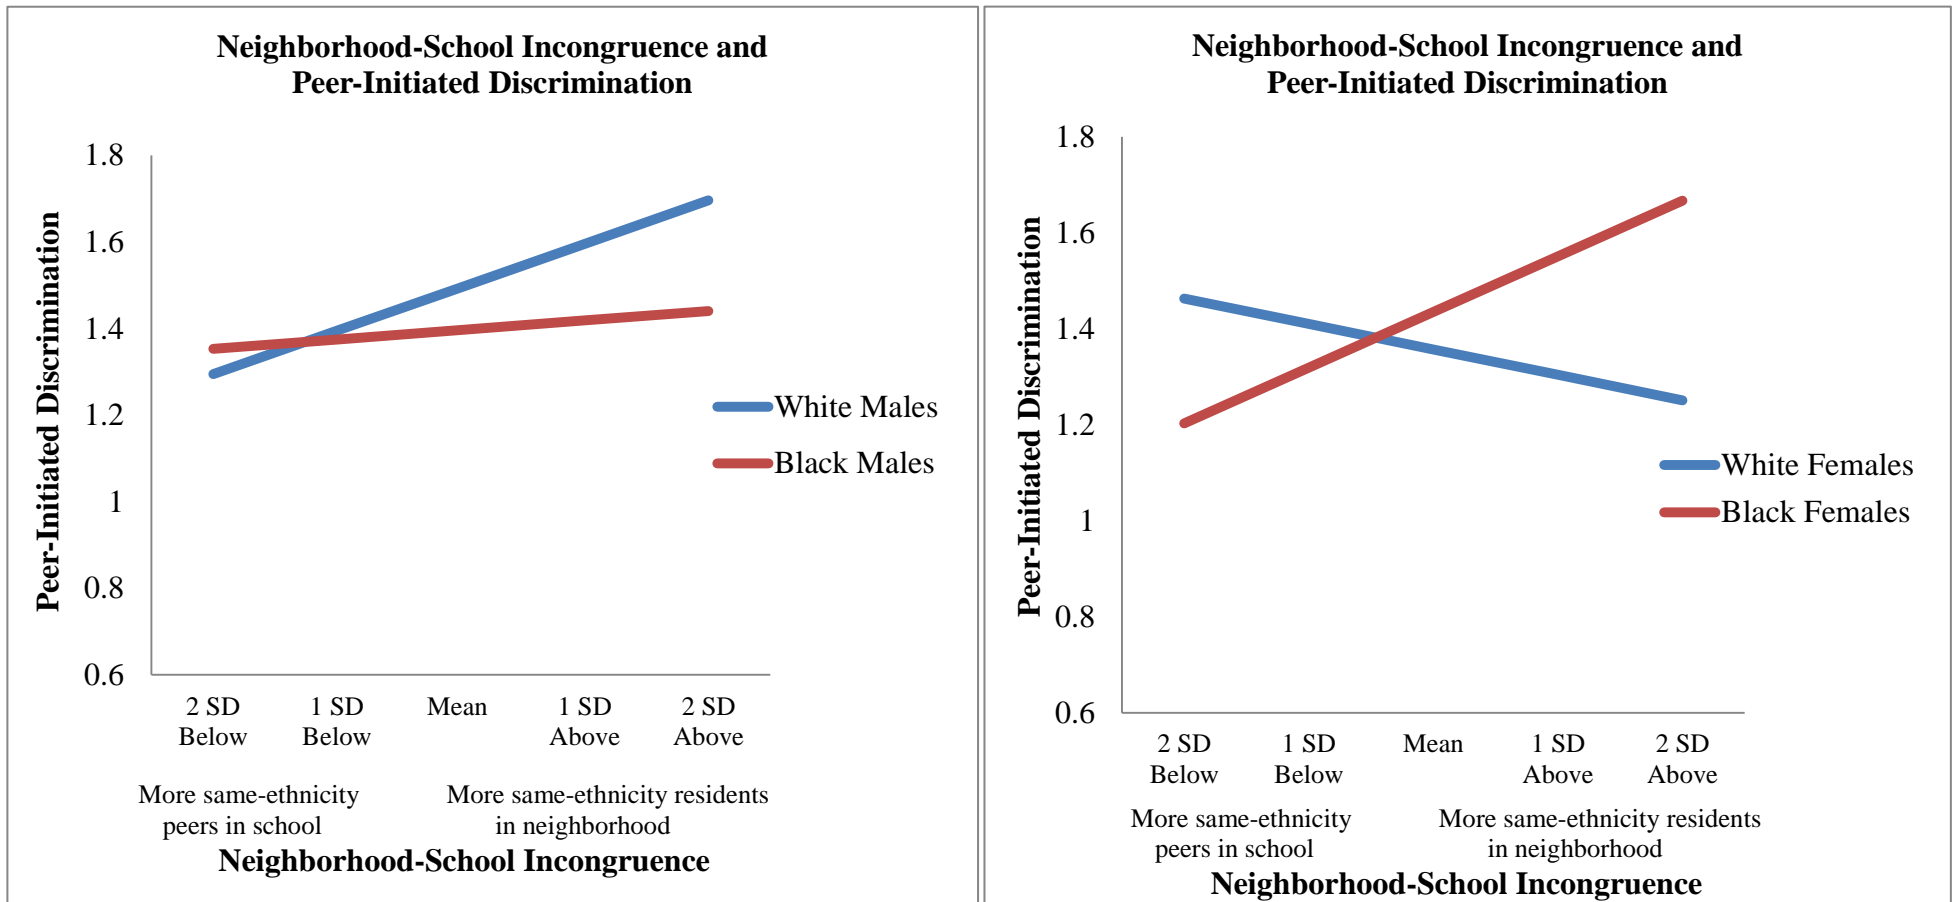 Neighborhood-School Incongruence and
Peer-Initiated Discrimination
Peer-Initiated Discrimination
1.8
1.6
1.4
1.2
1
0.8
0.6
White Males
Black Males
2 SD Below
1 SD Below
Mean
1 SD Above
2 SD Above
More same-ethnicity
peers in school
More same-ethnicity residents
in neighborhood
Neighborhood-School Incongruence
Neighborhood-School Incongruence and
Peer-Initiated Discrimination
Peer-Initiated Discrimination
1.8
1.6
1.4
1.2
1
0.8
0.6
White Females
Black Females
2 SD Below
1 SD Below
Mean
1 SD Above
2 SD Above
More same-ethnicity
peers in school
More same-ethnicity residents
in neighborhood
Neighborhood-School Incongruence